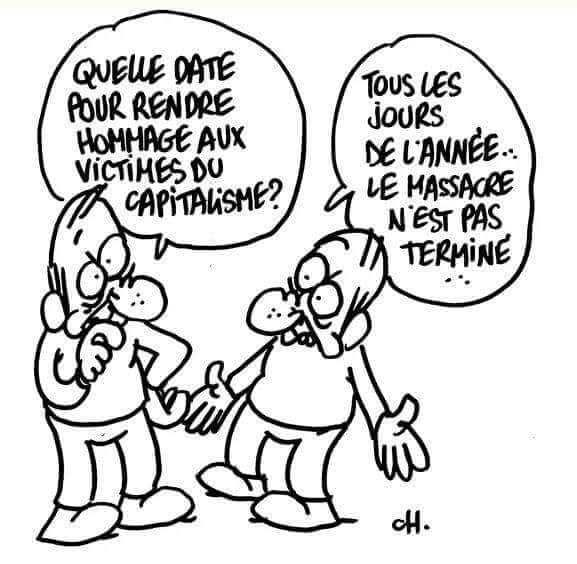 QUELLE DATE
POUR RENDRE
HOMMAGE AUX
VICTIMES DU
CAPITALISME?
TOUS LES
JOURS
DE L'ANNÉE..
LE MASSACRE
N'EST PAS
TERMINÉ
...
CH.